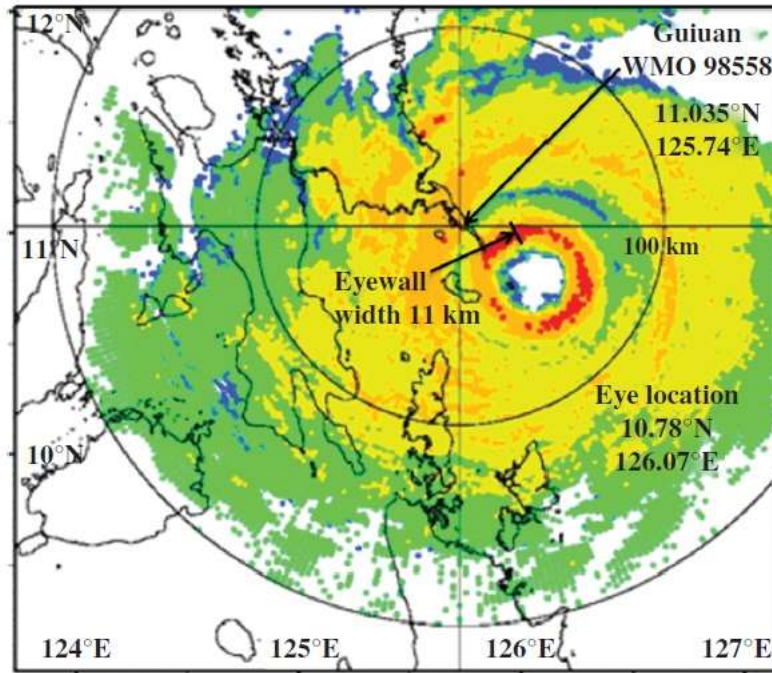 12°N
Guiuan
WMO 98558
11.035°N
125.74°E
11°N
100 km
Eyewall
width 11 km
Eye location
10.78°N
126.07°E
10°N
124°E
125°E
126°E
127°E